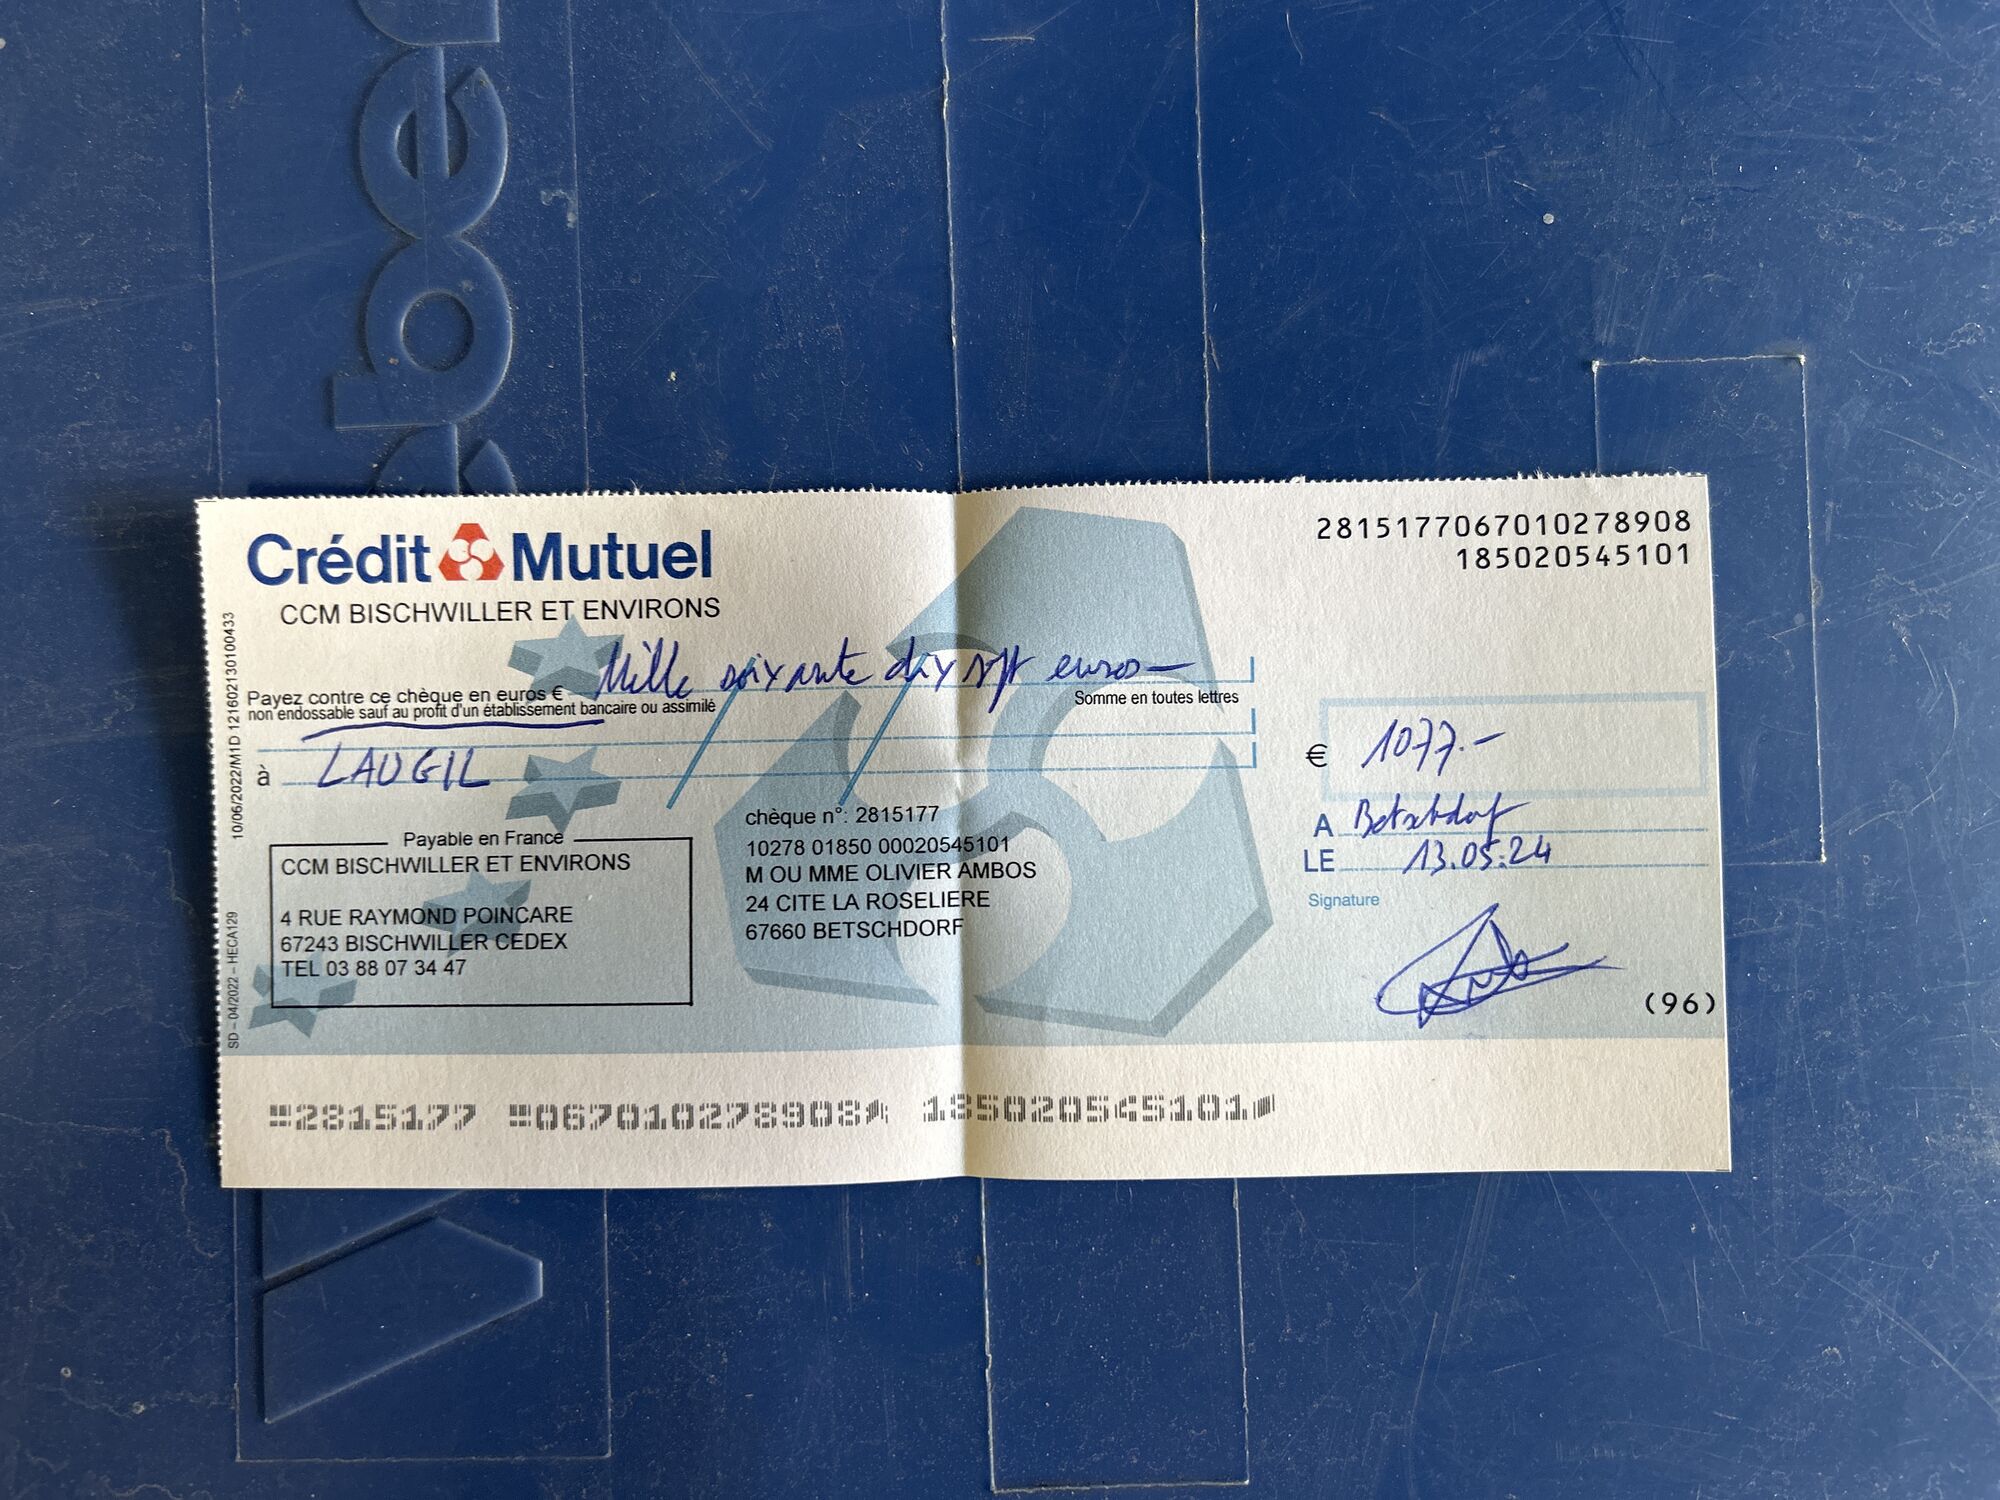 Weber
Crédit Mutuel
CCM BISCHWILLER ET ENVIRONS
2815177067010278908
185020545101
Payez contre ce chèque en euros € Mille soixante dix sept euros—
non endossable sauf au profit d'un établissement bancaire ou assimilé
Somme en toutes lettres
à LAUGIL
€ 1077.-
A Betschdorf
LE 13.05.24
Signature
Payable en France
CCM BISCHWILLER ET ENVIRONS
4 RUE RAYMOND POINCARE
67243 BISCHWILLER CEDEX
TEL 03 88 07 34 47
chèque n°: 2815177
10278 01850 00020545101
M OU MME OLIVIER AMBOS
24 CITE LA ROSELIERE
67660 BETSCHDORF
(96)
10/06/2022/M1D 121602130100433
SD – 04/2022 – HECA129
2815177 067010278908 185020545101